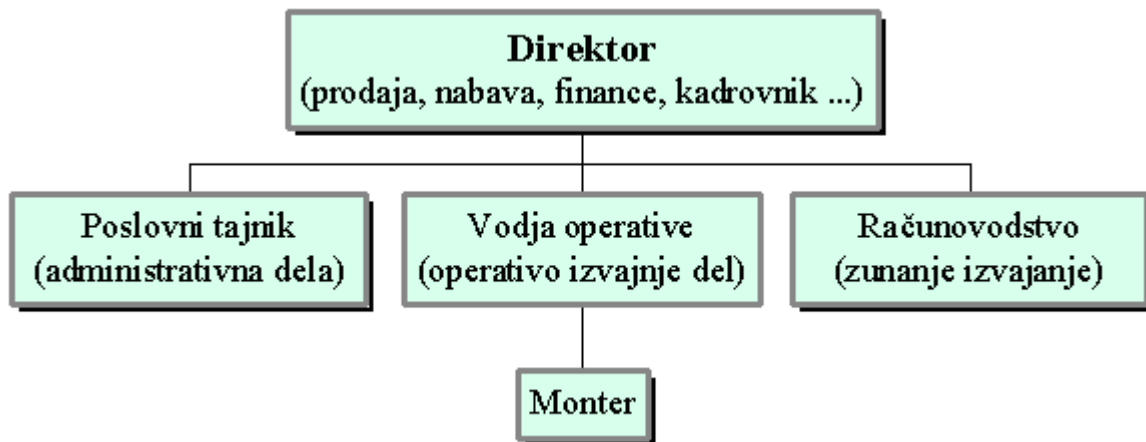 Direktor
(prodaja, nabava, finance, kadrovnik ...)
Poslovni tajnik
(administrativna dela)
Vodja operative
(operativo izvajnje del)
Računovodstvo
(zunanje izvajanje)
Monter